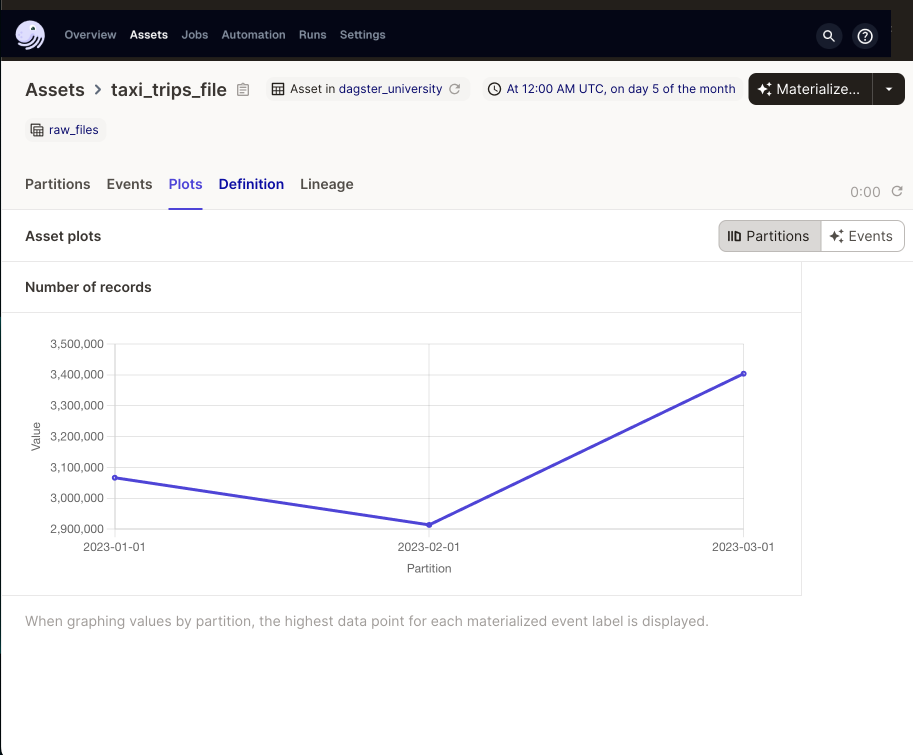 Overview Assets Jobs Automation Runs Settings
Assets > taxi_trips_file Asset in dagster_university At 12:00 AM UTC, on day 5 of the month Materialize...
raw_files
Partitions Events Plots Definition Lineage
0:00
Asset plots Partitions Events
Number of records
3,500,000
3,400,000
3,300,000
3,200,000
3,100,000
3,000,000
2,900,000
Value
2023-01-01 2023-02-01 2023-03-01
Partition
When graphing values by partition, the highest data point for each materialized event label is displayed.